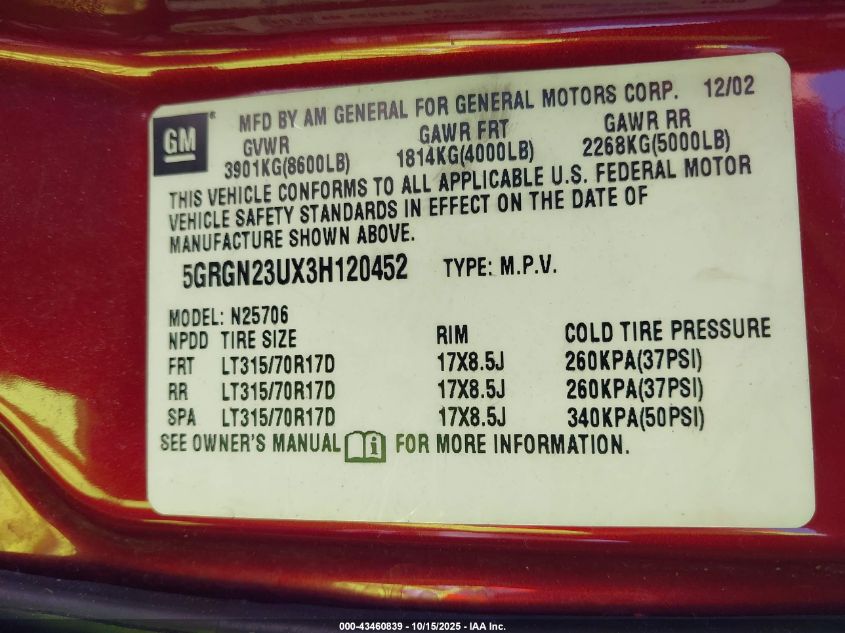 GM ®
MFD BY AM GENERAL FOR GENERAL MOTORS CORP. 12/02
GVWR GAWR FRT GAWR RR
3901KG(8600LB) 1814KG(4000LB) 2268KG(5000LB)
THIS VEHICLE CONFORMS TO ALL APPLICABLE U.S. FEDERAL MOTOR
VEHICLE SAFETY STANDARDS IN EFFECT ON THE DATE OF
MANUFACTURE SHOWN ABOVE.
5GRGN23UX3H120452 TYPE: M.P.V.
MODEL: N25706
NPDD TIRE SIZE RIM COLD TIRE PRESSURE
FRT LT315/70R17D 17X8.5J 260KPA(37PSI)
RR LT315/70R17D 17X8.5J 260KPA(37PSI)
SPA LT315/70R17D 17X8.5J 340KPA(50PSI)
SEE OWNER'S MANUAL i FOR MORE INFORMATION.
000-43460839 - 10/15/2025 - IAA Inc.